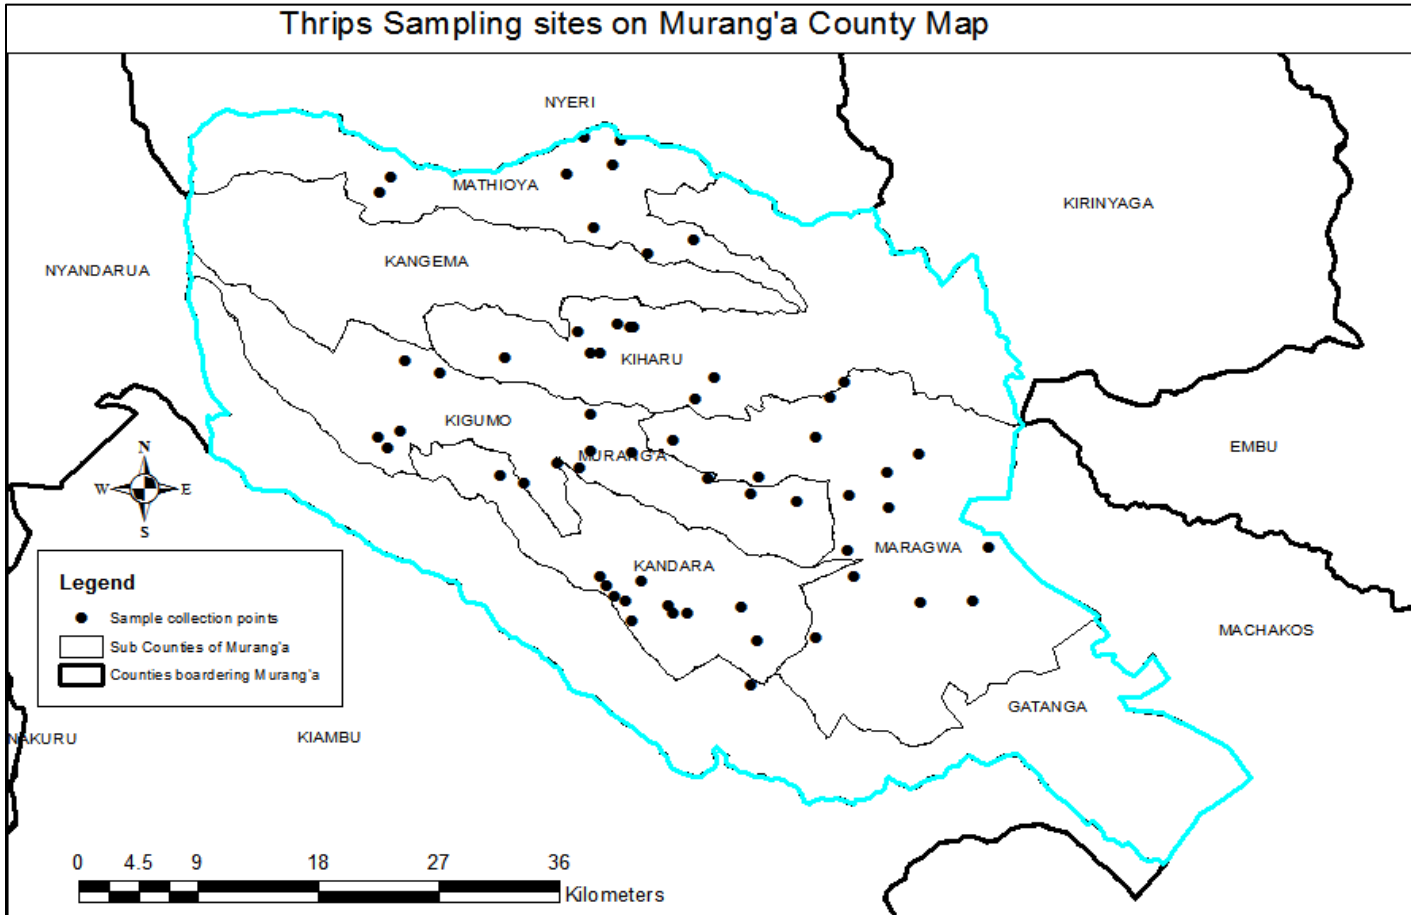 Thrips Sampling sites on Murang'a County Map
NYERI
MATHIOYA
KIRINYAGA
KANGEMA
NYANDARUA
KIHARU
KIGUMO
EMBU
MURANG'A
N
W E
S
MARAGWA
KANDARA
Legend
Sample collection points
Sub Counties of Murang'a
Counties boardering Murang'a
MACHAKOS
GATANGA
NAKURU
KIAMBU
0 4.5 9 18 27 36
Kilometers